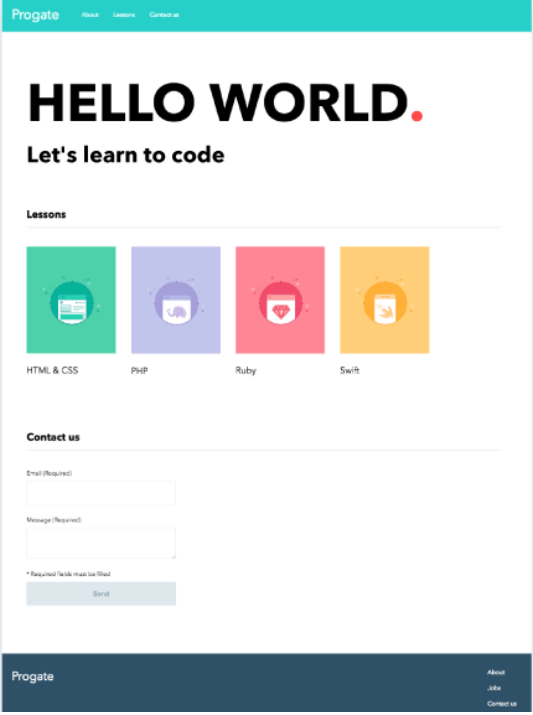 Progate About Lessons Contact us
HELLO WORLD.
Let's learn to code
Lessons
HTML & CSS PHP Ruby Swift
Contact us
Email (Required)
Message (Required)
* Required fields must be filled
Send
Progate
About
Jobs
Contact us